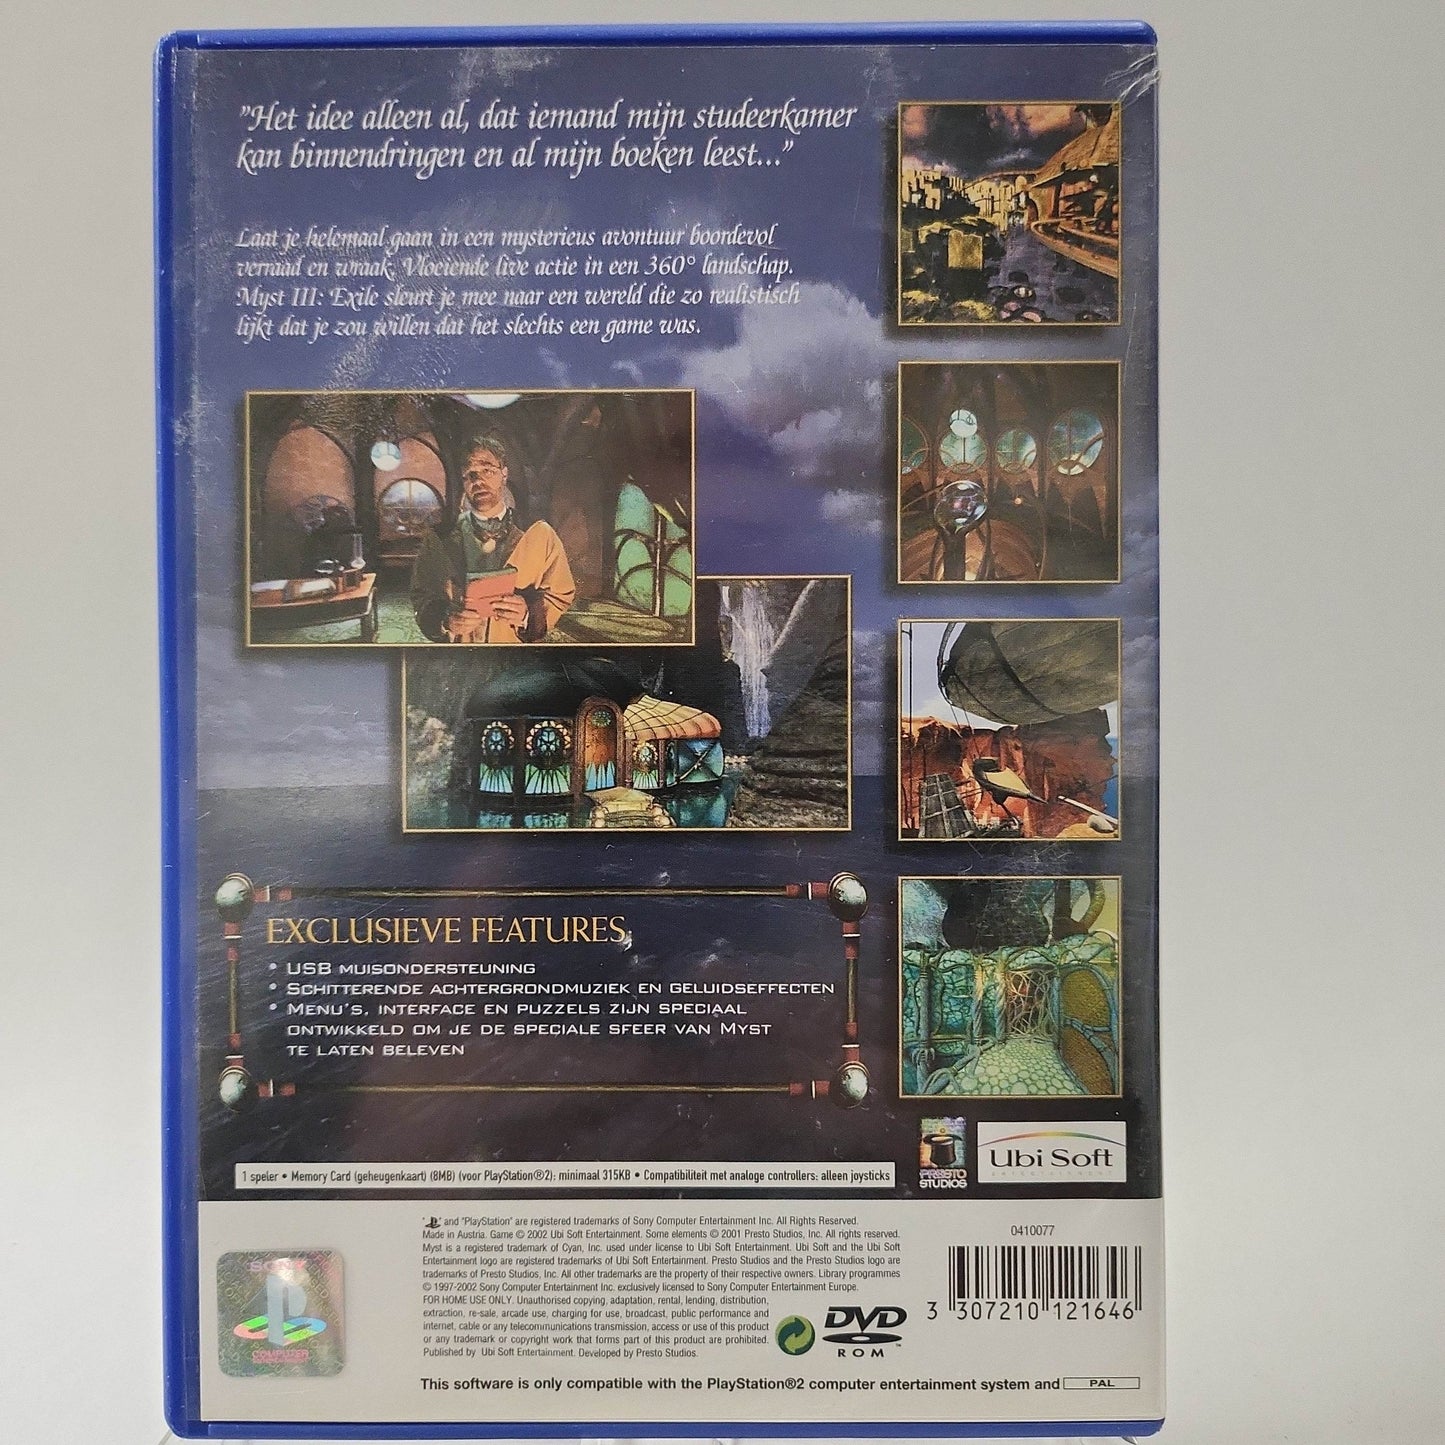 "Het idee alleen al, dat iemand mijn studeerkamer
kan binnendringen en al mijn boeken leest..."
Laat je helemaal gaan in een mysterieus avontuur boordevol
verraad en wraak. Vloeiende live actie in een 360° landschap.
Myst III: Exile sleurt je mee naar een wereld die zo realistisch
lijkt dat je zou willen dat het slechts een game was.
EXCLUSIEVE FEATURES
• USB MUISONDERSTEUNING
• SCHITTERENDE ACHTERGRONDMUZIEK EN GELUIDSEFFECTEN
• MENU'S, INTERFACE EN PUZZELS ZIJN SPECIAAL
ONTWIKKELD OM JE DE SPECIALE SFEER VAN MYST
TE LATEN BELEVEN
PRESTO
STUDIOS
Ubi Soft
ENTERTAINMENT
1 speler • Memory Card (geheugenkaart) (8MB) (voor PlayStation®2): minimaal 315KB • Compatibiliteit met analoge controllers: alleen joysticks
" " and "PlayStation" are registered trademarks of Sony Computer Entertainment Inc. All Rights Reserved.
Made in Austria. Game © 2002 Ubi Soft Entertainment. Some elements © 2001 Presto Studios, Inc. All rights reserved.
Myst is a registered trademark of Cyan, Inc. used under license to Ubi Soft Entertainment. Ubi Soft and the Ubi Soft
Entertainment logo are registered trademarks of Ubi Soft Entertainment. Presto Studios and the Presto Studios logo are
trademarks of Presto Studios, Inc. All other trademarks are the property of their respective owners. Library programmes
© 1997-2002 Sony Computer Entertainment Inc. exclusively licensed to Sony Computer Entertainment Europe.
FOR HOME USE ONLY. Unauthorised copying, adaptation, rental, lending, distribution,
extraction, re-sale, arcade use, charging for use, broadcast, public performance and
internet, cable or any telecommunications transmission, access or use of this product
or any trademark or copyright work that forms part of this product are prohibited.
Published by Ubi Soft Entertainment. Developed by Presto Studios.
0410077
3 307210 121646
SONY
COMPUTER
ENTERTAINMENT
DVD
ROM
This software is only compatible with the PlayStation®2 computer entertainment system and PAL